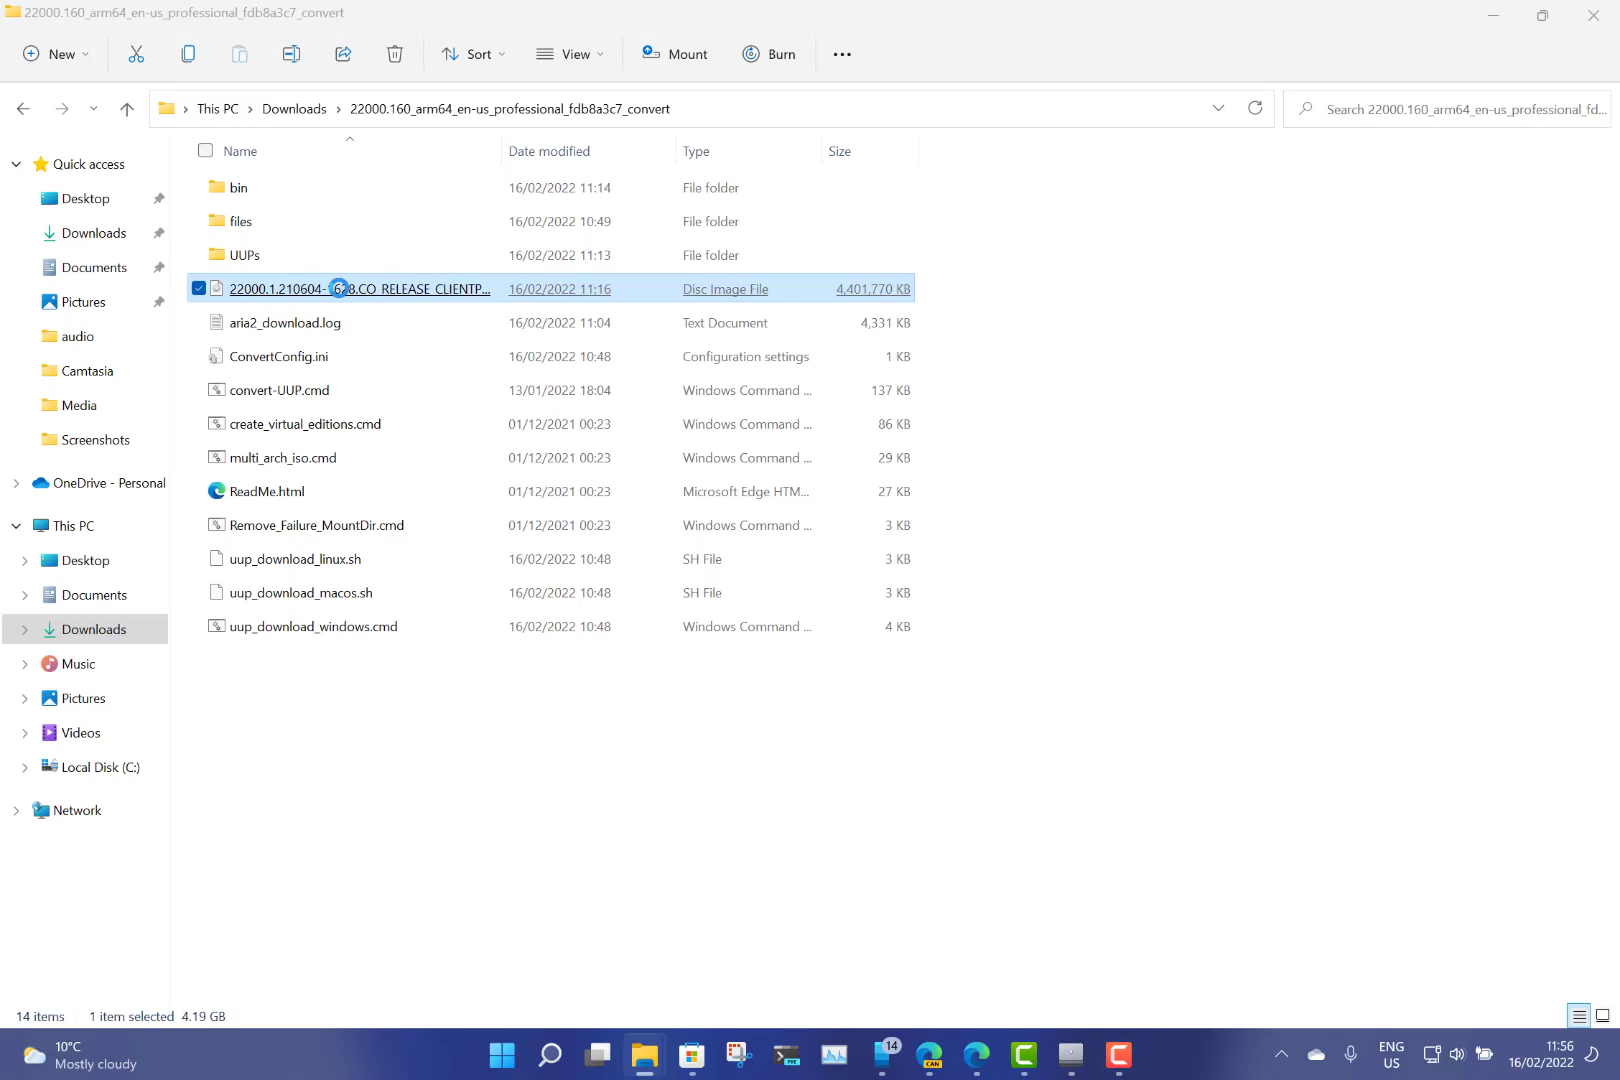 22000.160_arm64_en-us_professional_fdb8a3c7_convert
New
Sort
View
Mount
Burn
This PC > Downloads > 22000.160_arm64_en-us_professional_fdb8a3c7_convert
Search 22000.160_arm64_en-us_professional_fd...
Name Date modified Type Size
Quick access
Desktop
Downloads
Documents
Pictures
audio
Camtasia
Media
Screenshots
OneDrive - Personal
This PC
Desktop
Documents
Downloads
Music
Pictures
Videos
Local Disk (C:)
Network
bin 16/02/2022 11:14 File folder
files 16/02/2022 10:49 File folder
UUPs 16/02/2022 11:13 File folder
22000.1.210604-1628.CO_RELEASE_CLIENTP... 16/02/2022 11:16 Disc Image File 4,401,770 KB
aria2_download.log 16/02/2022 11:04 Text Document 4,331 KB
ConvertConfig.ini 16/02/2022 10:48 Configuration settings 1 KB
convert-UUP.cmd 13/01/2022 18:04 Windows Command ... 137 KB
create_virtual_editions.cmd 01/12/2021 00:23 Windows Command ... 86 KB
multi_arch_iso.cmd 01/12/2021 00:23 Windows Command ... 29 KB
ReadMe.html 01/12/2021 00:23 Microsoft Edge HTM... 27 KB
Remove_Failure_MountDir.cmd 01/12/2021 00:23 Windows Command ... 3 KB
uup_download_linux.sh 16/02/2022 10:48 SH File 3 KB
uup_download_macos.sh 16/02/2022 10:48 SH File 3 KB
uup_download_windows.cmd 16/02/2022 10:48 Windows Command ... 4 KB
14 items 1 item selected 4.19 GB
10°C
Mostly cloudy
PRE
14
CAN
ENG
US
11:56
16/02/2022